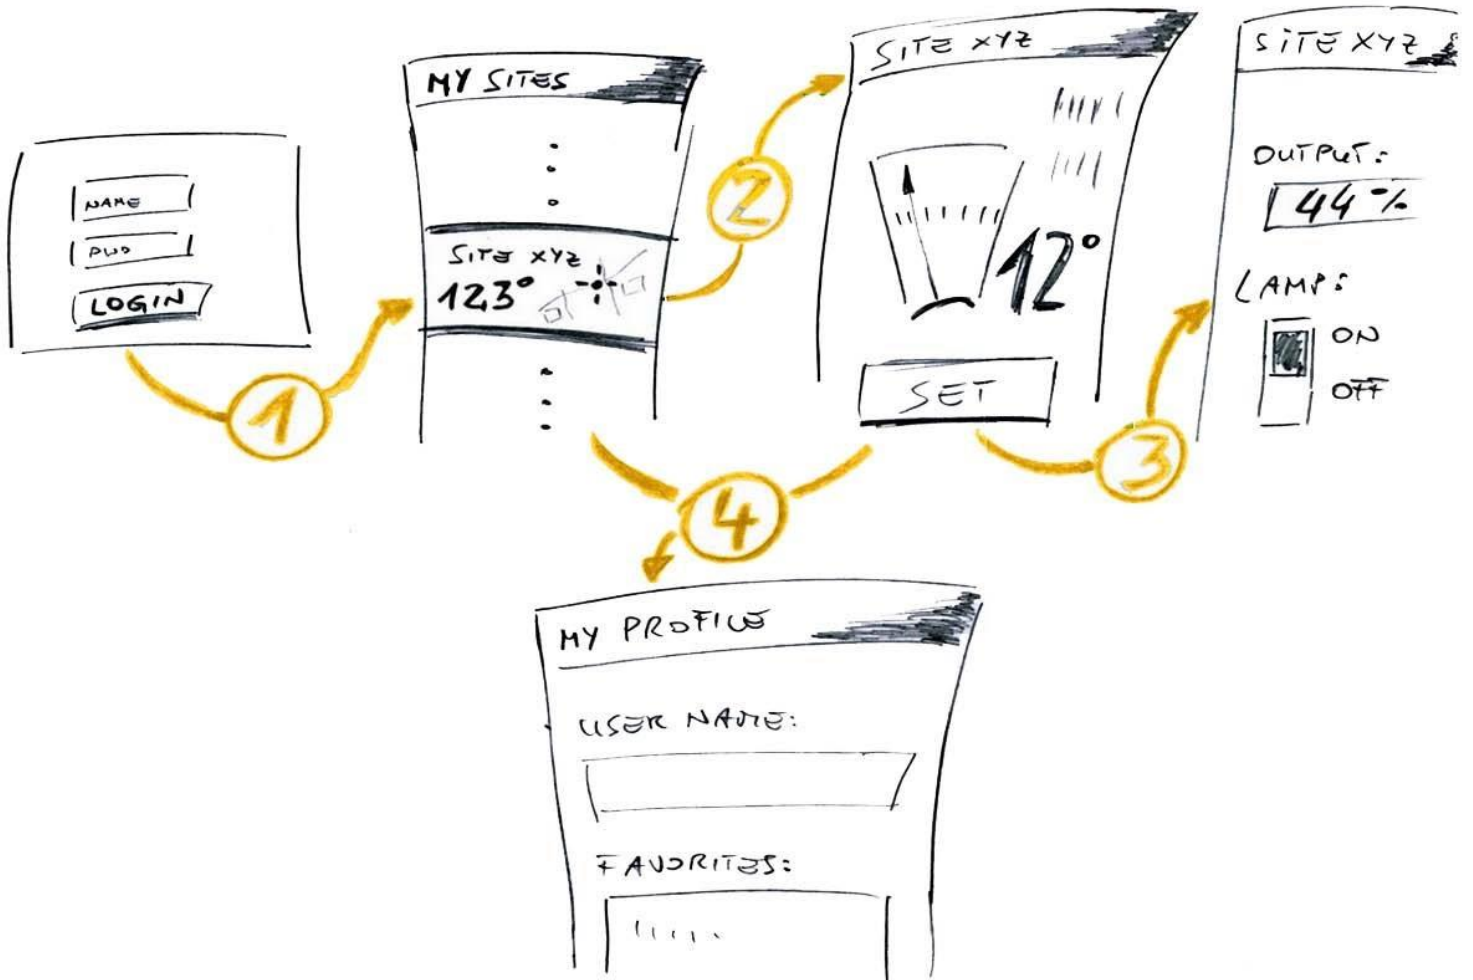 NAME
PWD
LOGIN
1
MY SITES
SITE XYZ
123°
2
SITE XYZ
12°
SET
3
SITE XYZ
OUTPUT:
44%
LAMP:
ON
OFF
4
MY PROFILE
USER NAME:
FAVORITES: